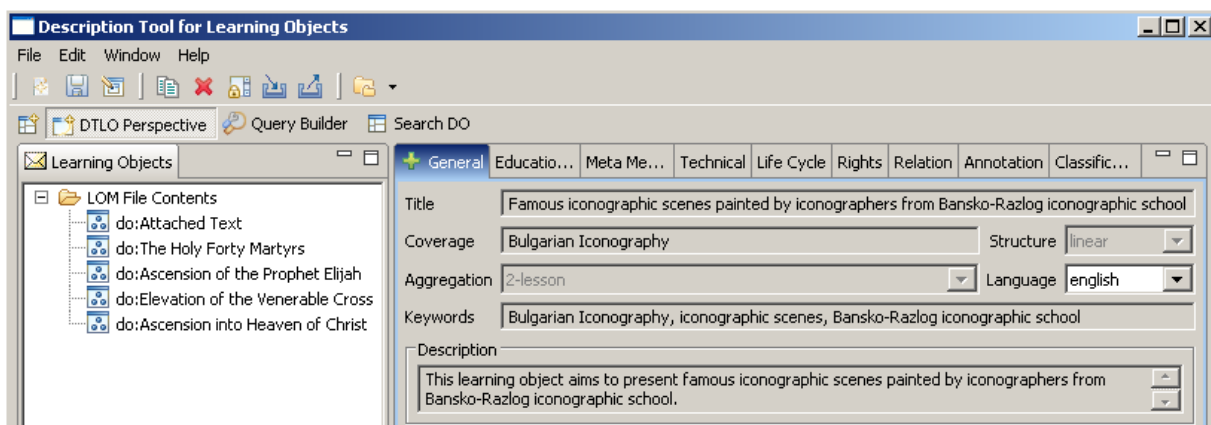 Description Tool for Learning Objects
File Edit Window Help
DTLO Perspective Query Builder Search DO
Learning Objects
LOM File Contents
do:Attached Text
do:The Holy Forty Martyrs
do:Ascension of the Prophet Elijah
do:Elevation of the Venerable Cross
do:Ascension into Heaven of Christ
General Educatio... Meta Me... Technical Life Cycle Rights Relation Annotation Classific...
Title Famous iconographic scenes painted by iconographers from Bansko-Razlog iconographic school
Coverage Bulgarian Iconography Structure linear
Aggregation 2-lesson Language english
Keywords Bulgarian Iconography, iconographic scenes, Bansko-Razlog iconographic school
Description
This learning object aims to present famous iconographic scenes painted by iconographers from
Bansko-Razlog iconographic school.